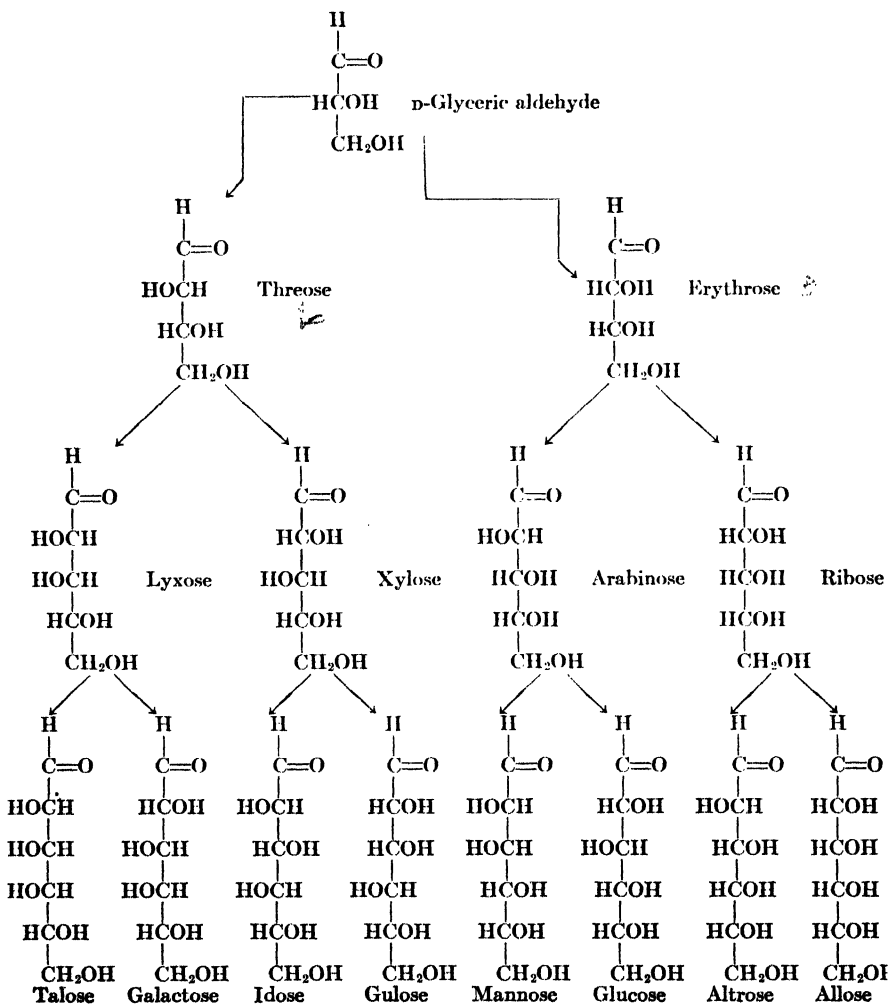 H
C=O
HCOH D-Glyceric aldehyde
CH₂OH
H H
C=O C=O
HOCH Threose HCOH Erythrose
HCOH HCOH
CH₂OH CH₂OH
H H H H
C=O C=O C=O C=O
HOCH HCOH HOCH HCOH
HOCH Lyxose HOCH Xylose HCOH Arabinose HCOH Ribose
HCOH HCOH HCOH HCOH
CH₂OH CH₂OH CH₂OH CH₂OH
H H H H H H H H
C=O C=O C=O C=O C=O C=O C=O C=O
HOCH HCOH HOCH HCOH HOCH HCOH HOCH HCOH
HOCH HOCH HCOH HCOH HOCH HOCH HCOH HCOH
HOCH HOCH HOCH HOCH HCOH HCOH HCOH HCOH
HCOH HCOH HCOH HCOH HCOH HCOH HCOH HCOH
CH₂OH CH₂OH CH₂OH CH₂OH CH₂OH CH₂OH CH₂OH CH₂OH
Talose Galactose Idose Gulose Mannose Glucose Altrose Allose